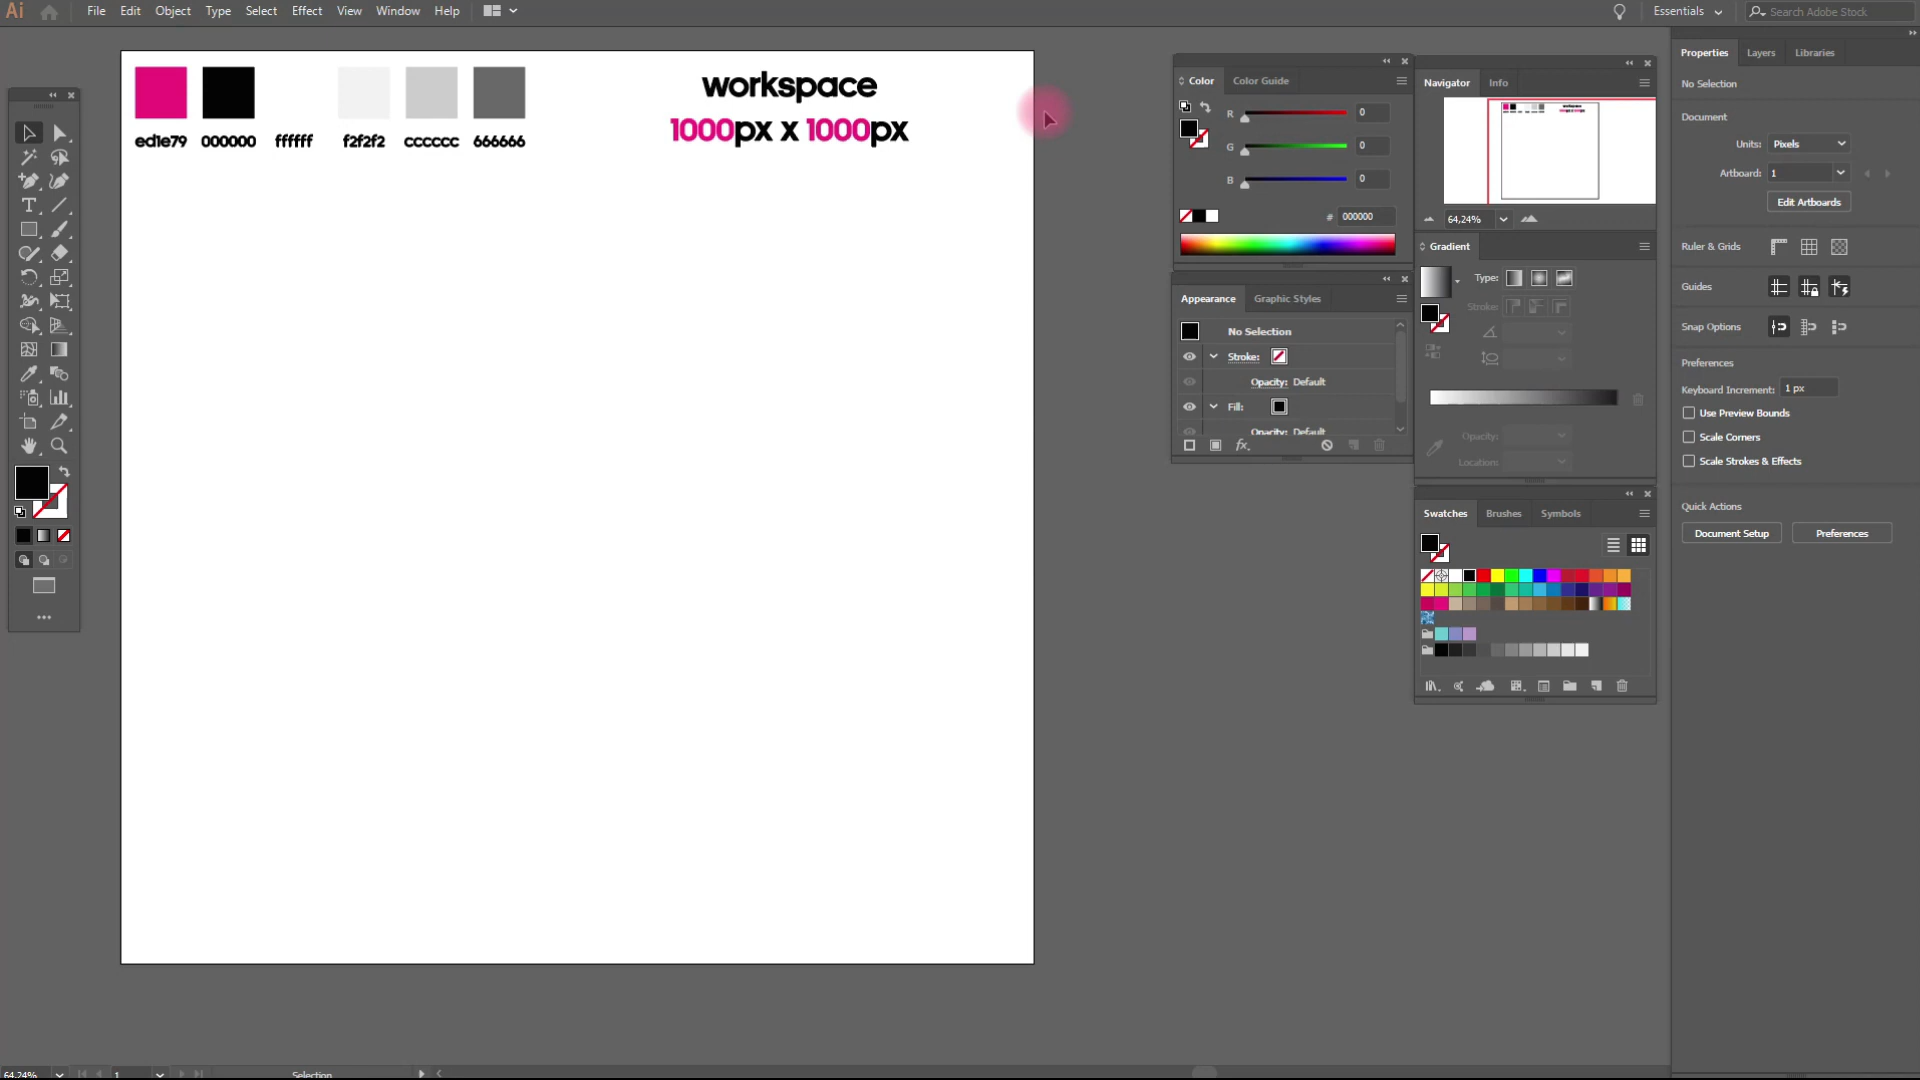 Ai File Edit Object Type Select Effect View Window Help
Essentials
Search Adobe Stock
ed1e79 000000 ffffff f2f2f2 cccccc 666666
workspace
1000px x 1000px
Color Color Guide
R 0
G 0
B 0
# 000000
Appearance Graphic Styles
No Selection
Stroke:
Opacity: Default
Fill:
Opacity: Default
fx
Navigator Info
64,24%
Gradient
Type:
Stroke:
Opacity:
Location:
Swatches Brushes Symbols
Properties Layers Libraries
No Selection
Document
Units: Pixels
Artboard: 1
Edit Artboards
Ruler & Grids
Guides
Snap Options
Preferences
Keyboard Increment: 1 px
Use Preview Bounds
Scale Corners
Scale Strokes & Effects
Quick Actions
Document Setup Preferences
64,24% 1 Selection